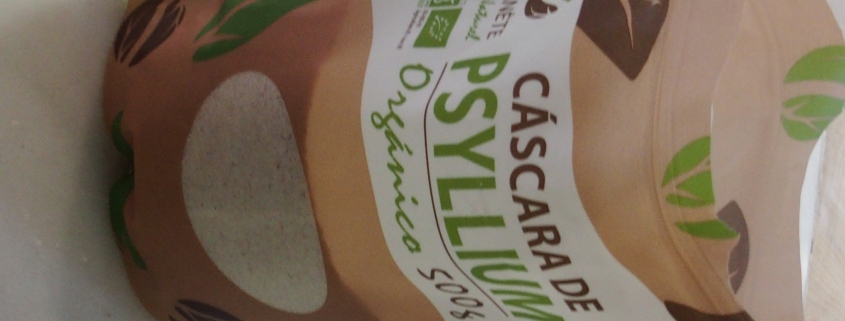 CÁSCARA DE
PSYLLIUM
Orgánico 500g